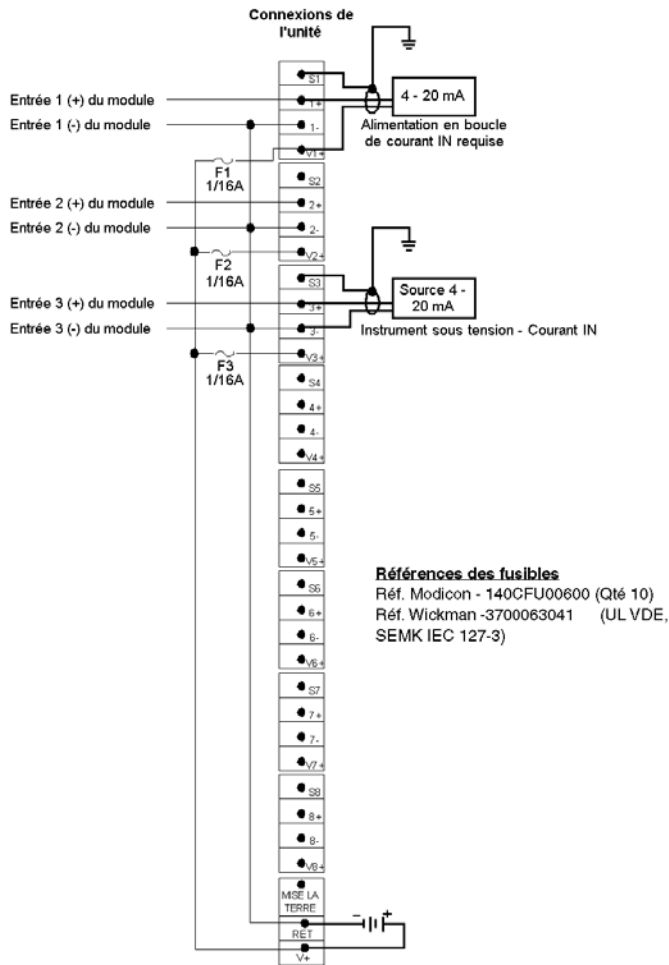 Connexions de
l'unité
S1
Entrée 1 (+) du module
1+
4 - 20 mA
Entrée 1 (-) du module
1-
Alimentation en boucle
de courant IN requise
V1+
F1
1/16A
S2
Entrée 2 (+) du module
2+
Entrée 2 (-) du module
2-
V2+
F2
1/16A
S3
Source 4 -
20 mA
Entrée 3 (+) du module
3+
Entrée 3 (-) du module
3-
Instrument sous tension - Courant IN
V3+
F3
1/16A
S4
4+
4-
V4+
S5
5+
5-
V5+
Références des fusibles
Réf. Modicon - 140CFU00600 (Qté 10)
Réf. Wickman -3700063041 (UL VDE,
SEMK IEC 127-3)
S6
6+
6-
V6+
S7
7+
7-
V7+
S8
8+
8-
V8+
MISE LA
TERRE
- +
RET
V+